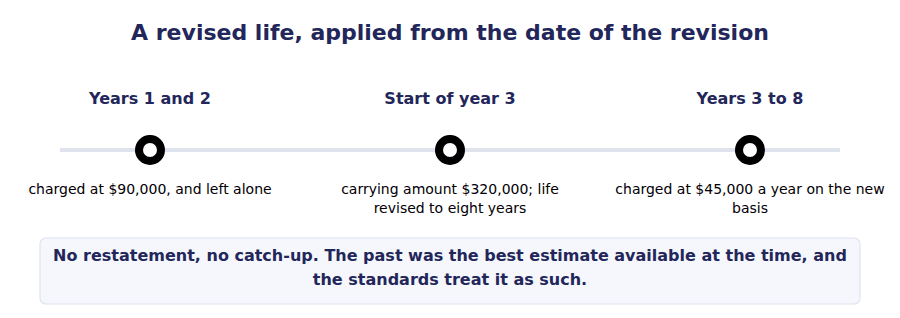 A revised life, applied from the date of the revision
Years 1 and 2
Start of year 3
Years 3 to 8
charged at $90,000, and left alone
carrying amount $320,000; life
revised to eight years
charged at $45,000 a year on the new
basis
No restatement, no catch-up. The past was the best estimate available at the time, and
the standards treat it as such.